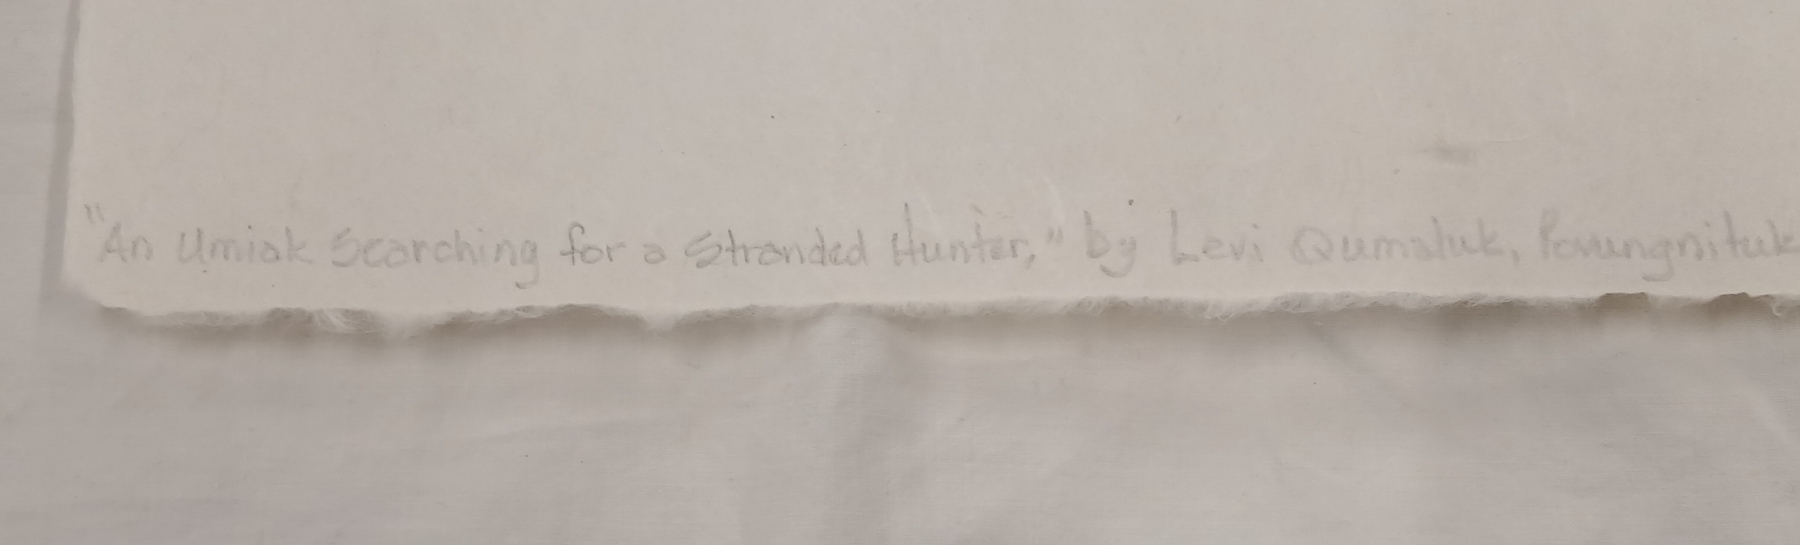 "An Umiak Searching for a Stranded Hunter," by Levi Qumaluk, Povungnituk